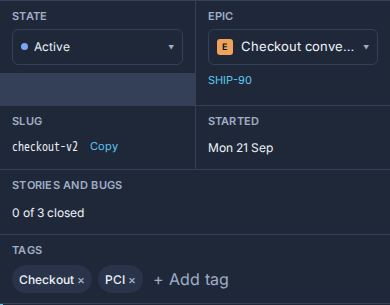 STATE
Active
EPIC
E Checkout conve...
SHIP-90
SLUG
checkout-v2 Copy
STARTED
Mon 21 Sep
STORIES AND BUGS
0 of 3 closed
TAGS
Checkout × PCI × + Add tag